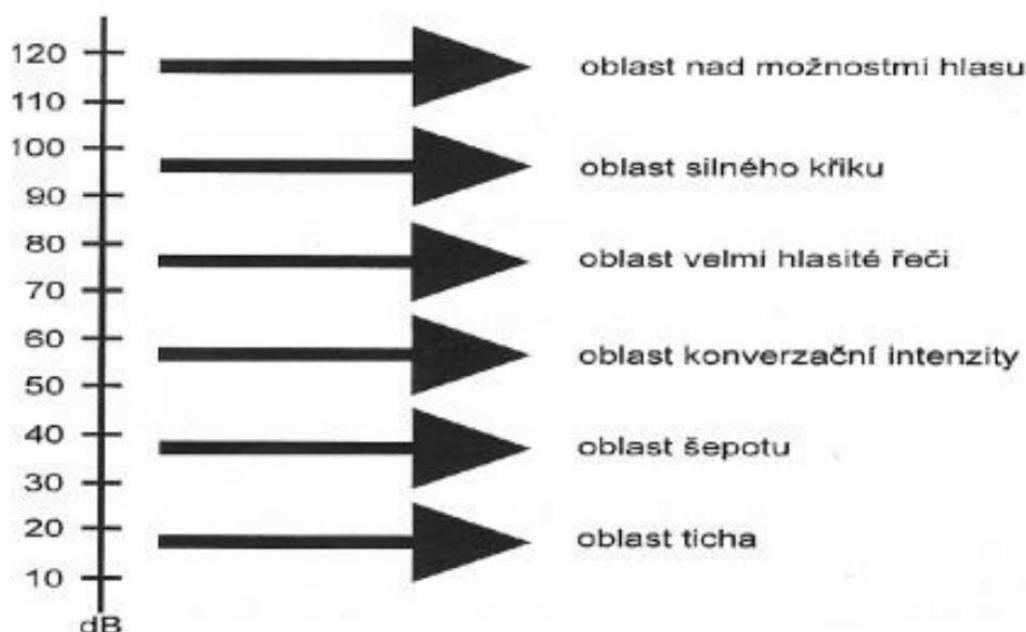 120
oblast nad možnostmi hlasu
110
100
oblast silného křiku
90
80
oblast velmi hlasité řeči
70
60
oblast konverzační intenzity
50
40
oblast šepotu
30
20
oblast ticha
10
dB